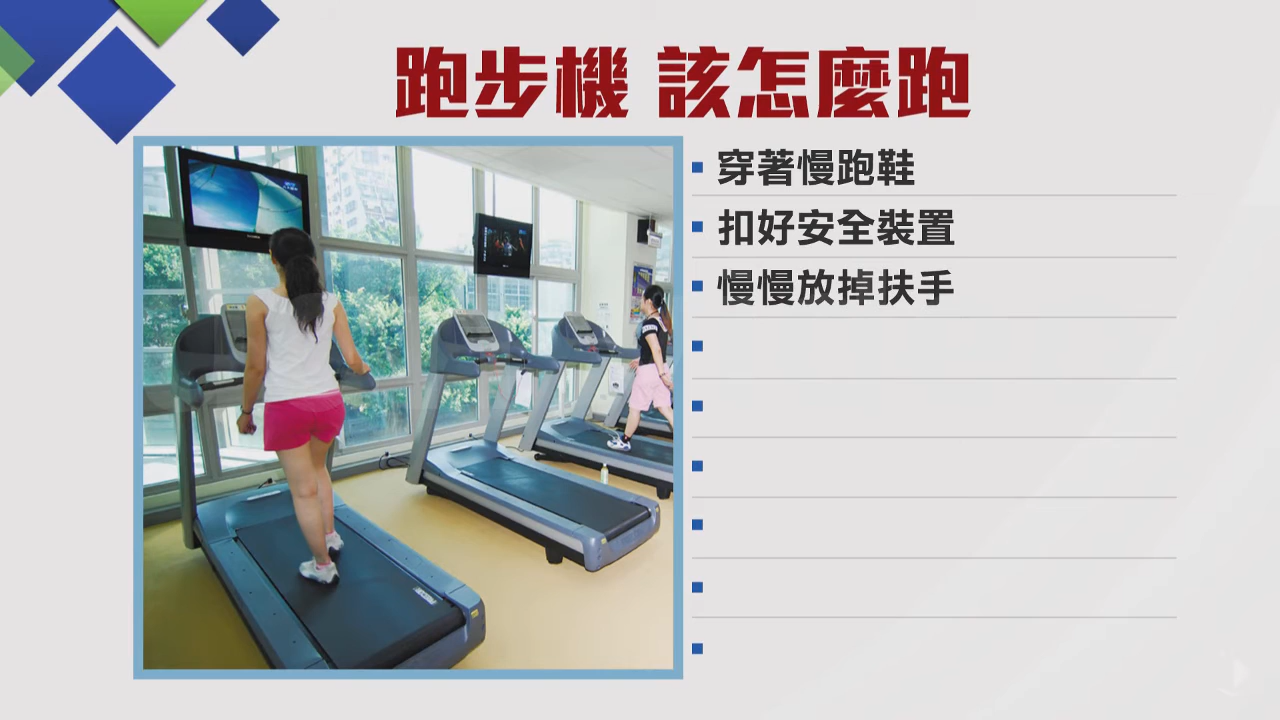 跑步機 該怎麼跑
穿著慢跑鞋
扣好安全裝置
慢慢放掉扶手